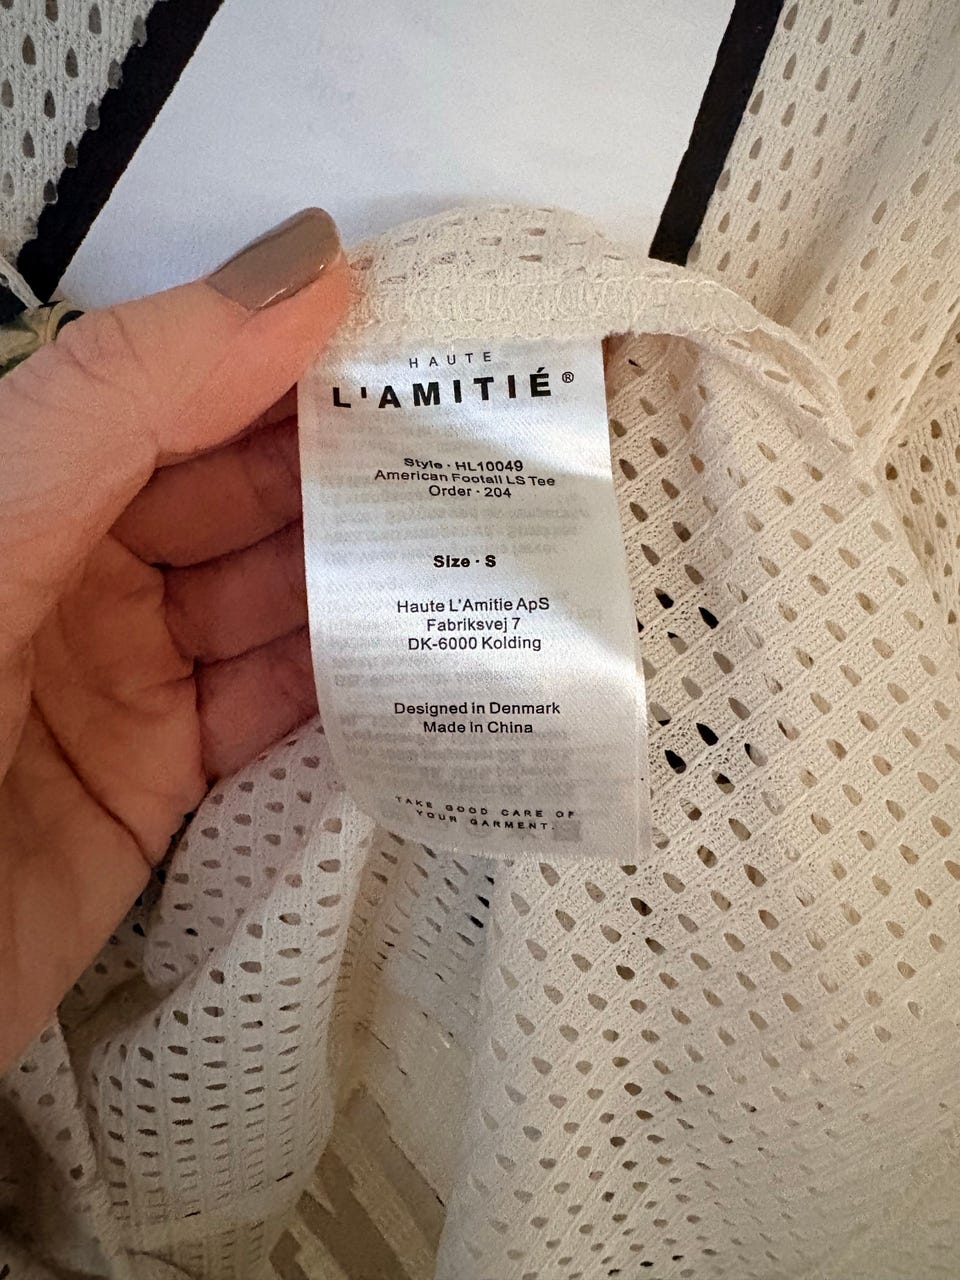 HAUTE
L'AMITIÉ®
Style · HL10049
American Footall LS Tee
Order · 204
Size · S
Haute L'Amitie ApS
Fabriksvej 7
DK-6000 Kolding
Designed in Denmark
Made in China
TAKE GOOD CARE OF
YOUR GARMENT.